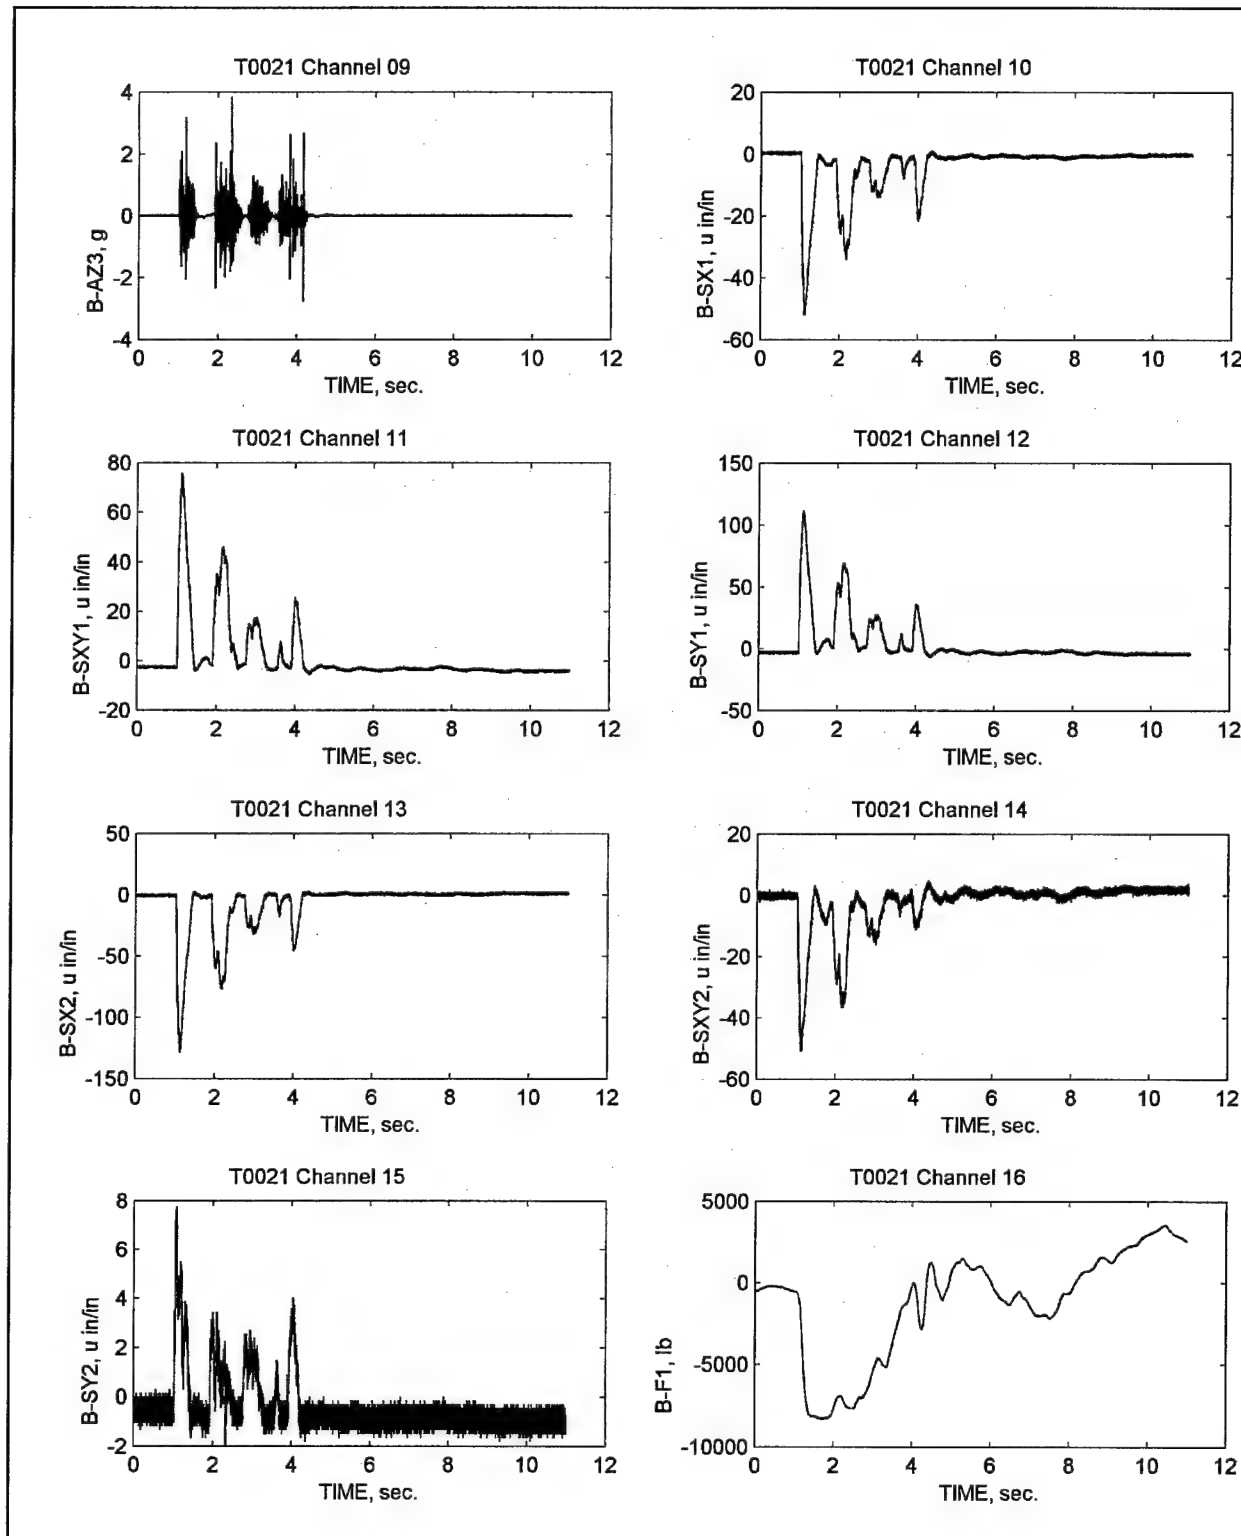 T0021 Channel 09
4
2
0
-2
-4
B-AZ3, g
0 2 4 6 8 10 12
TIME, sec.
T0021 Channel 10
20
0
-20
-40
-60
B-SX1, u in/in
0 2 4 6 8 10 12
TIME, sec.
T0021 Channel 11
80
60
40
20
0
-20
B-SXY1, u in/in
0 2 4 6 8 10 12
TIME, sec.
T0021 Channel 12
150
100
50
0
-50
B-SY1, u in/in
0 2 4 6 8 10 12
TIME, sec.
T0021 Channel 13
50
0
-50
-100
-150
B-SX2, u in/in
0 2 4 6 8 10 12
TIME, sec.
T0021 Channel 14
20
0
-20
-40
-60
B-SXY2, u in/in
0 2 4 6 8 10 12
TIME, sec.
T0021 Channel 15
8
6
4
2
0
-2
B-SY2, u in/in
0 2 4 6 8 10 12
TIME, sec.
T0021 Channel 16
5000
0
-5000
-10000
B-F1, lb
0 2 4 6 8 10 12
TIME, sec.